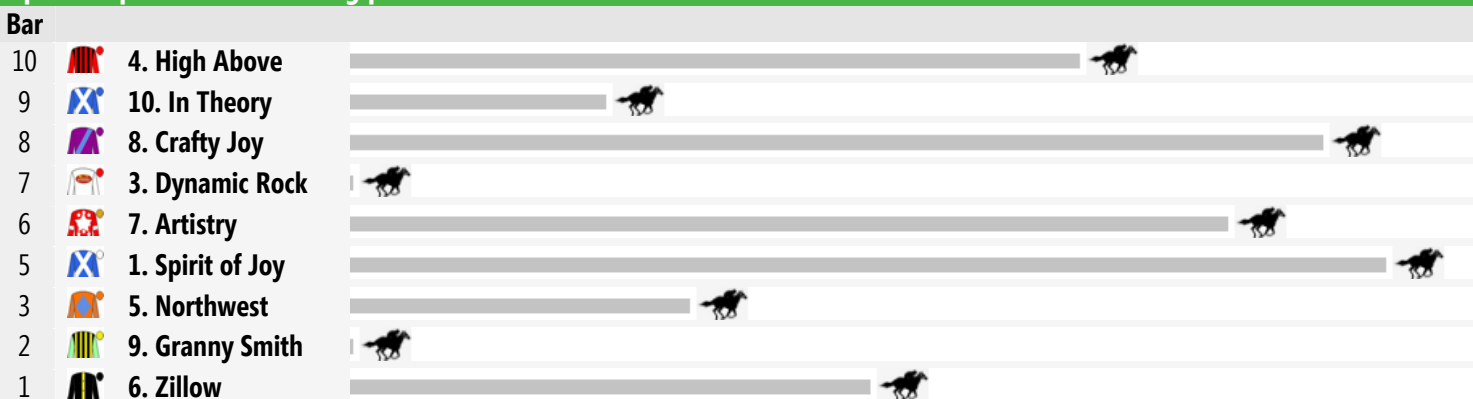 Bar
10 4. High Above
9 10. In Theory
8 8. Crafty Joy
7 3. Dynamic Rock
6 7. Artistry
5 1. Spirit of Joy
3 5. Northwest
2 9. Granny Smith
1 6. Zillow